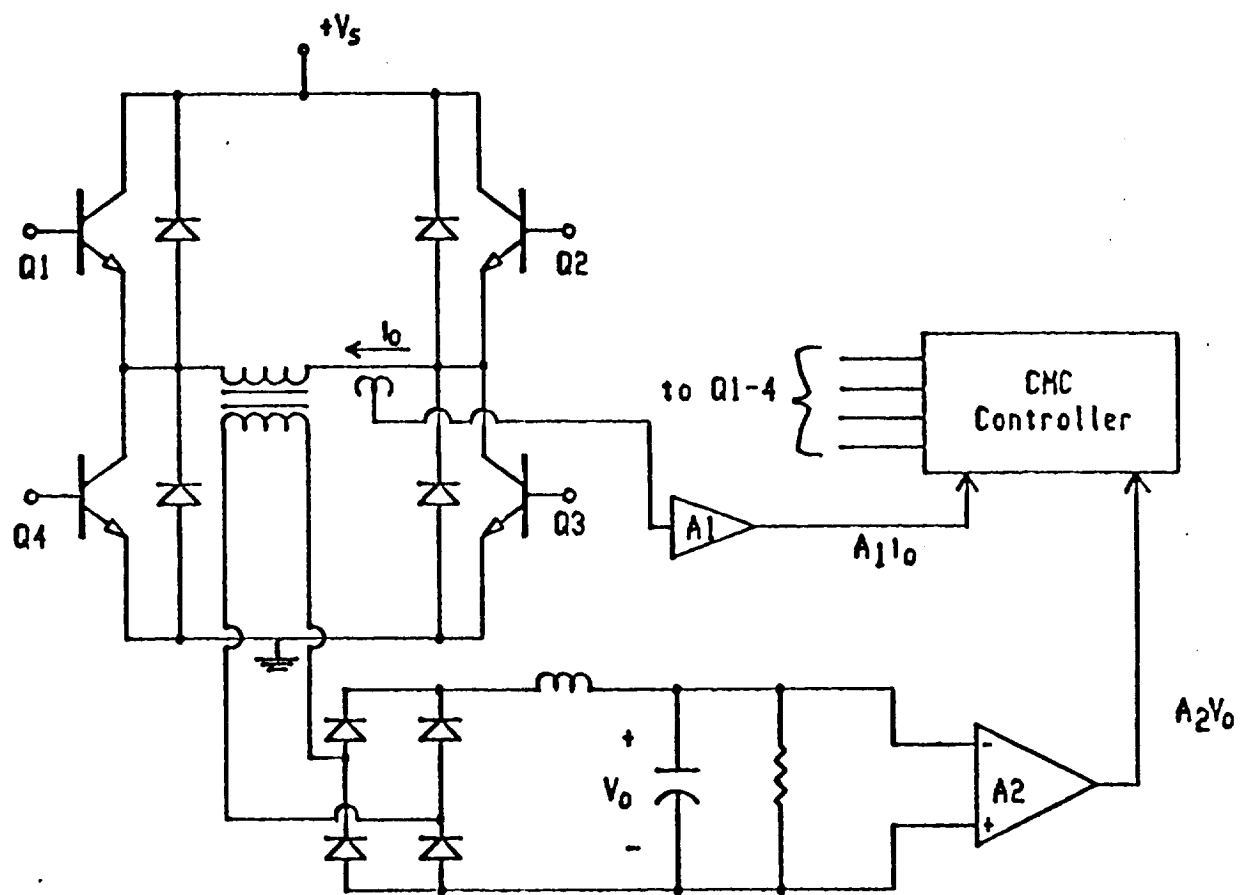 +Vs
Q1
Q2
Io
to Q1-4
CMC
Controller
Q4
Q3
A1
A1Io
A2Vo
+
Vo
-
-
A2
+